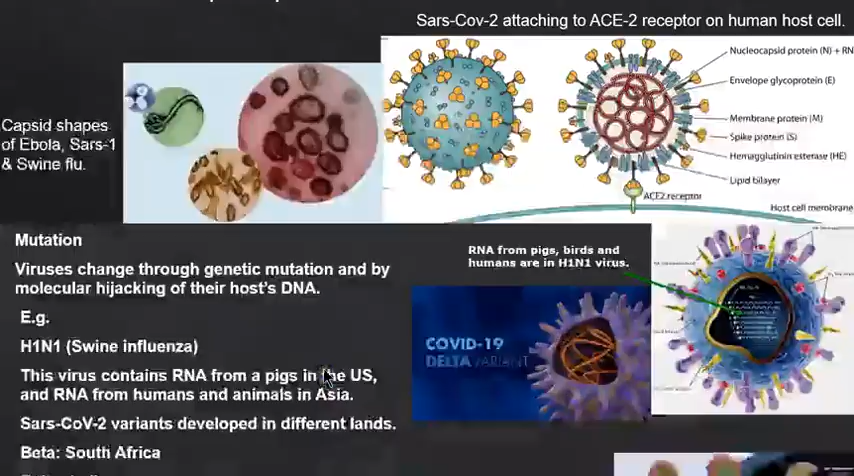 Sars-Cov-2 attaching to ACE-2 receptor on human host cell.
Nucleocapsid protein (N) + RN
Envelope glycoprotein (E)
Membrane protein (M)
Spike protein (S)
Hemagglutinin esterase (HE)
Lipid bilayer
ACE2 receptor
Host cell membrane
Capsid shapes
of Ebola, Sars-1
& Swine flu.
Mutation
Viruses change through genetic mutation and by
molecular hijacking of their host's DNA.
E.g.
H1N1 (Swine influenza)
This virus contains RNA from a pigs in the US,
and RNA from humans and animals in Asia.
Sars-CoV-2 variants developed in different lands.
Beta: South Africa
RNA from pigs, birds and
humans are in H1N1 virus.
COVID-19
DELTA VARIANT